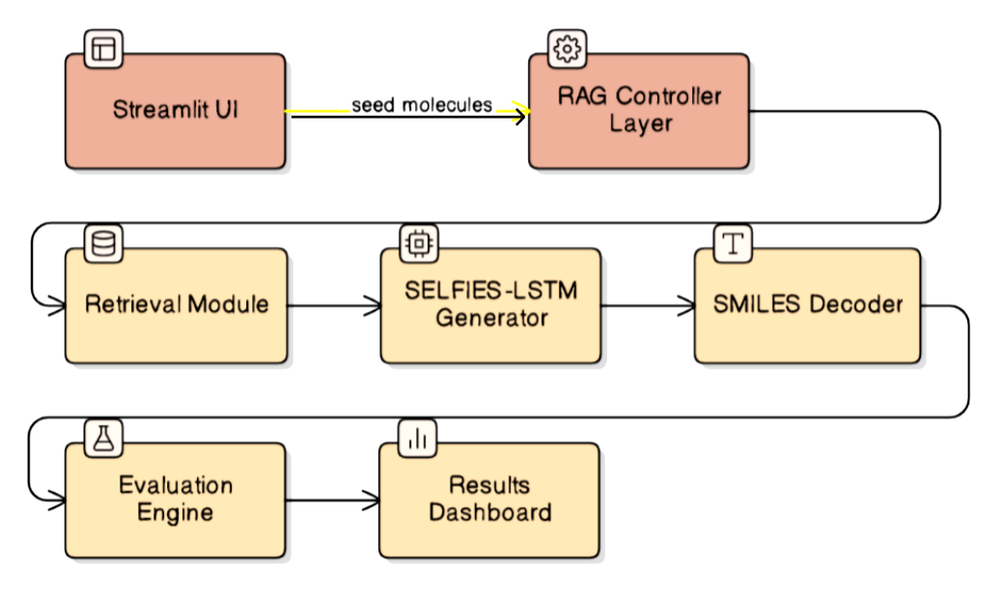 Streamlit UI
seed molecules
RAG Controller
Layer
Retrieval Module
SELFIES-LSTM
Generator
SMILES Decoder
Evaluation
Engine
Results
Dashboard